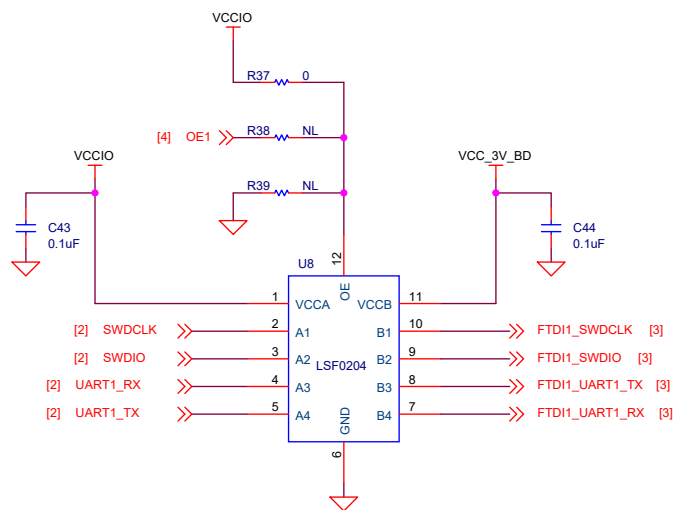 VCCIO
R37 0
[4] OE1 R38 NL
VCCIO VCC_3V_BD
R39 NL
C43
0.1uF
C44
0.1uF
U8
12
OE
1 VCCA VCCB 11
[2] SWDCLK 2 A1 B1 10 FTDI1_SWDCLK [3]
[2] SWDIO 3 A2 B2 9 FTDI1_SWDIO [3]
LSF0204
[2] UART1_RX 4 A3 B3 8 FTDI1_UART1_TX [3]
[2] UART1_TX 5 A4 B4 7 FTDI1_UART1_RX [3]
GND
6